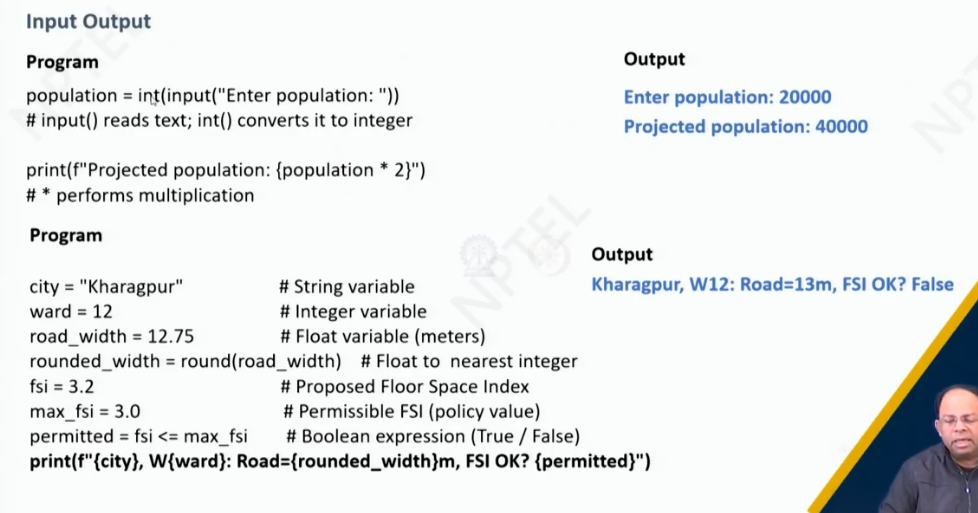 Input Output
Program
population = int(input("Enter population: "))
# input() reads text; int() converts it to integer
print(f"Projected population: {population * 2}")
# * performs multiplication
Output
Enter population: 20000
Projected population: 40000
Program
city = "Kharagpur" # String variable
ward = 12 # Integer variable
road_width = 12.75 # Float variable (meters)
rounded_width = round(road_width) # Float to nearest integer
fsi = 3.2 # Proposed Floor Space Index
max_fsi = 3.0 # Permissible FSI (policy value)
permitted = fsi <= max_fsi # Boolean expression (True / False)
print(f"{city}, W{ward}: Road={rounded_width}m, FSI OK? {permitted}")
Output
Kharagpur, W12: Road=13m, FSI OK? False
NPTEL
NPTEL
NPTEL